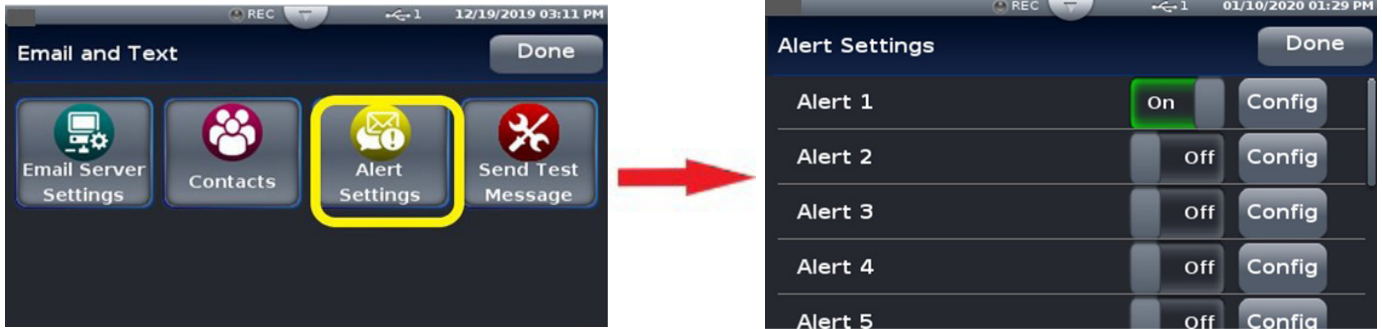 REC 1 12/19/2019 03:11 PM
Email and Text Done
Email Server
Settings
Contacts
Alert
Settings
Send Test
Message
REC 1 01/10/2020 01:29 PM
Alert Settings Done
Alert 1 On Config
Alert 2 Off Config
Alert 3 Off Config
Alert 4 Off Config
Alert 5 Off Config